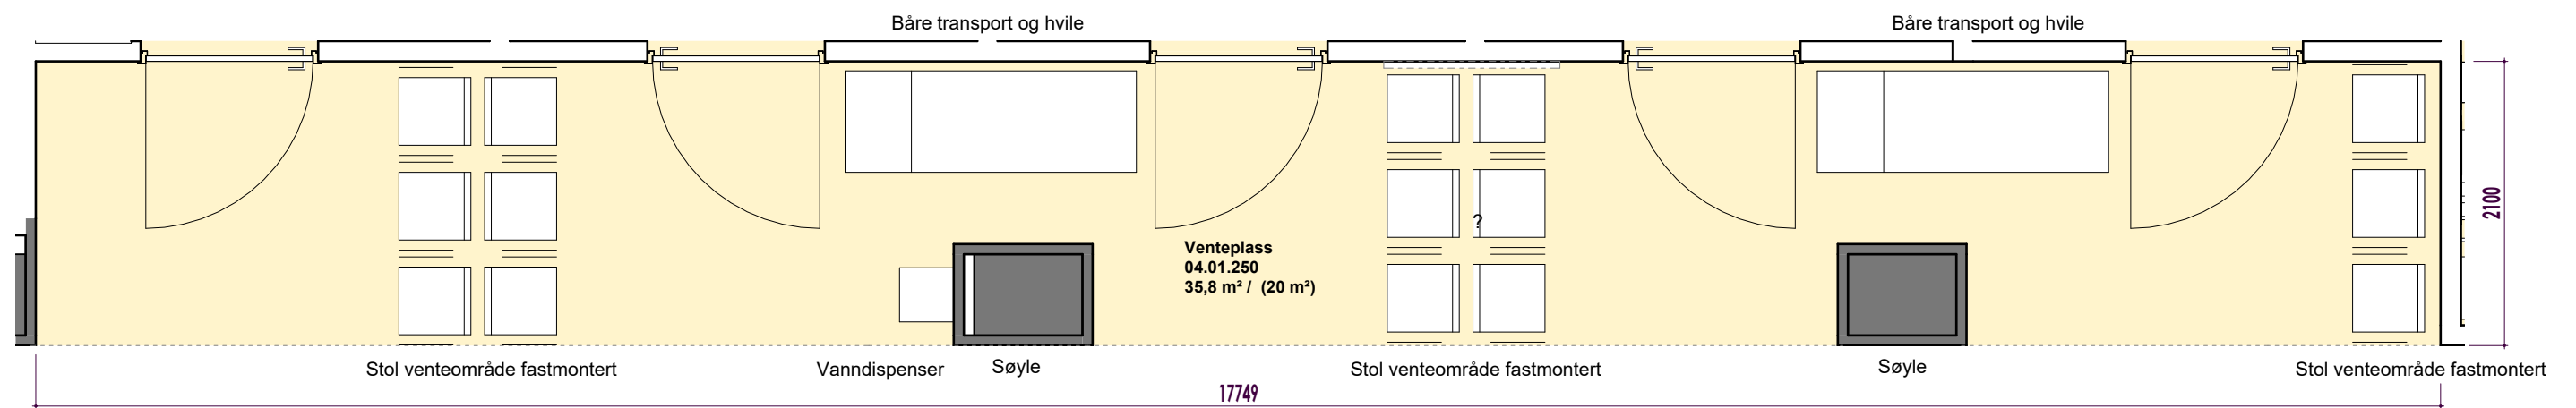 Båre transport og hvile
Båre transport og hvile
?
Venteplass
04.01.250
35,8 m² / (20 m²)
2100
Stol venteområde fastmontert
Vanndispenser
Søyle
Stol venteområde fastmontert
Søyle
Stol venteområde fastmontert
17749